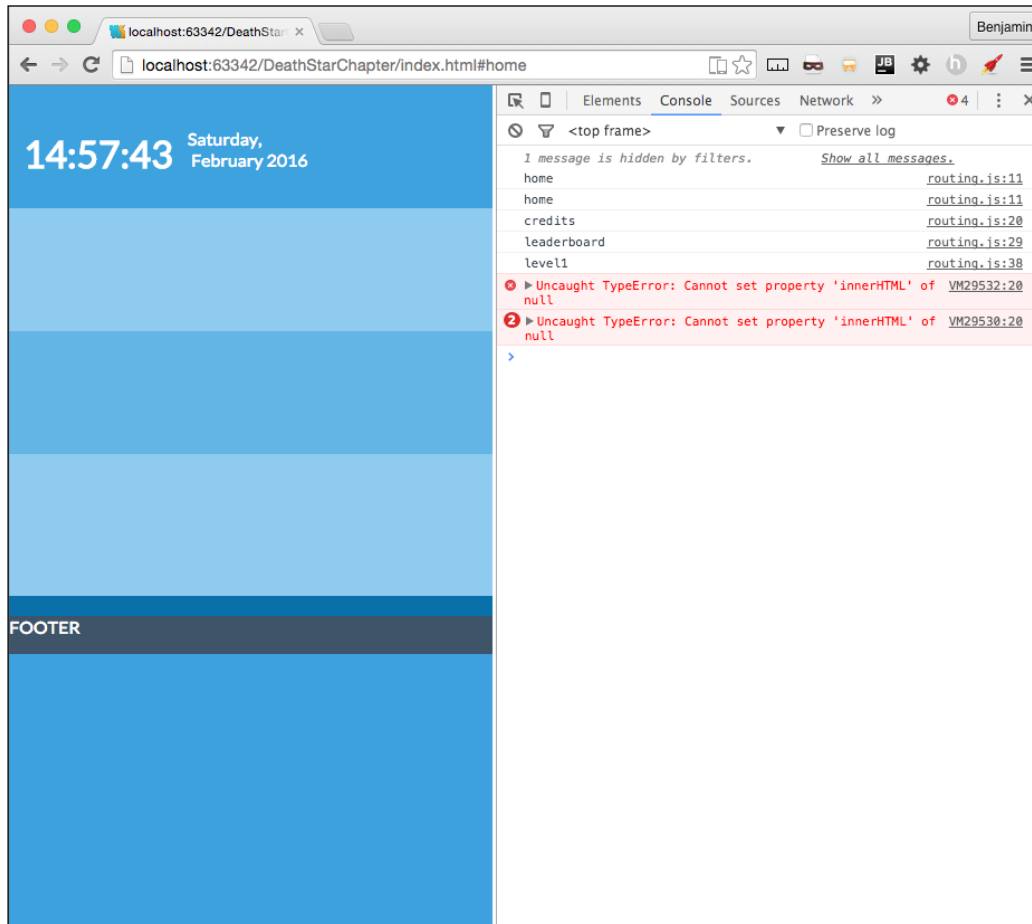 localhost:63342/DeathStar
Benjamin
localhost:63342/DeathStarChapter/index.html#home
JB
14:57:43
Saturday,
February 2016
FOOTER
Elements Console Sources Network » 4
<top frame> ▼ Preserve log
1 message is hidden by filters. Show all messages.
home routing.js:11
home routing.js:11
credits routing.js:20
leaderboard routing.js:29
level1 routing.js:38
Uncaught TypeError: Cannot set property 'innerHTML' of VM29532:20
null
2 Uncaught TypeError: Cannot set property 'innerHTML' of VM29530:20
null
>